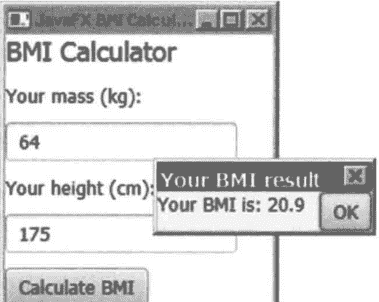 JavaFX BMI Calcul...
BMI Calculator
Your mass (kg):
64
Your BMI result
Your BMI is: 20.9
OK
Your height (cm):
175
Calculate BMI